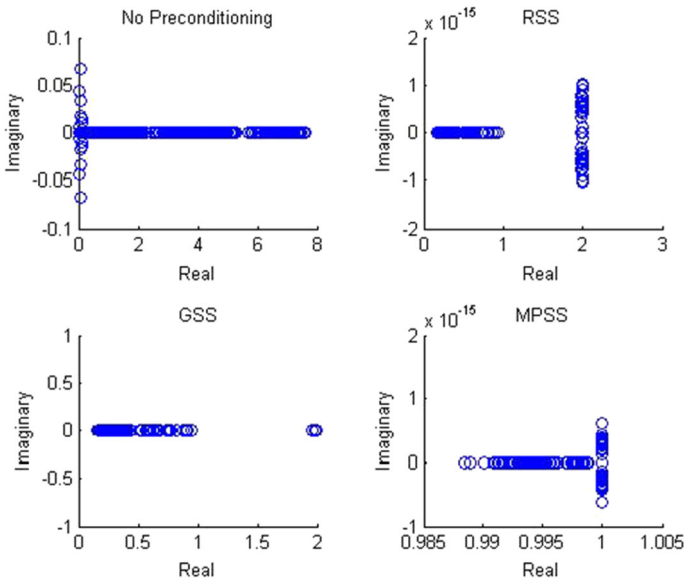 No Preconditioning
0.1
0.05
0
-0.05
-0.1
Imaginary
0 2 4 6 8
Real
RSS
x 10^-15
2
1
0
-1
-2
Imaginary
0 1 2 3
Real
GSS
1
0.5
0
-0.5
-1
Imaginary
0 0.5 1 1.5 2
Real
MPSS
x 10^-15
2
1
0
-1
Imaginary
0.985 0.99 0.995 1 1.005
Real